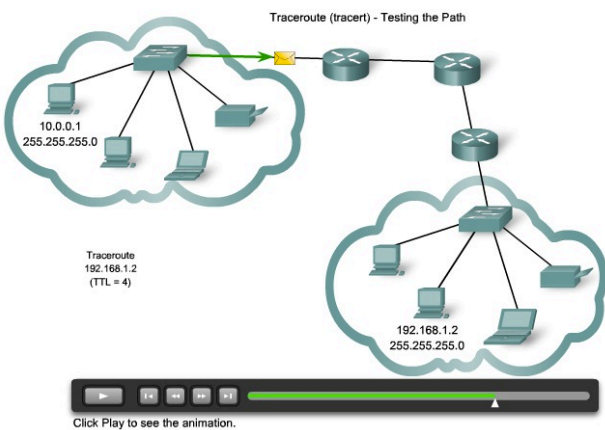 Traceroute (tracert) - Testing the Path
10.0.0.1
255.255.255.0
Traceroute
192.168.1.2
(TTL = 4)
192.168.1.2
255.255.255.0
Click Play to see the animation.